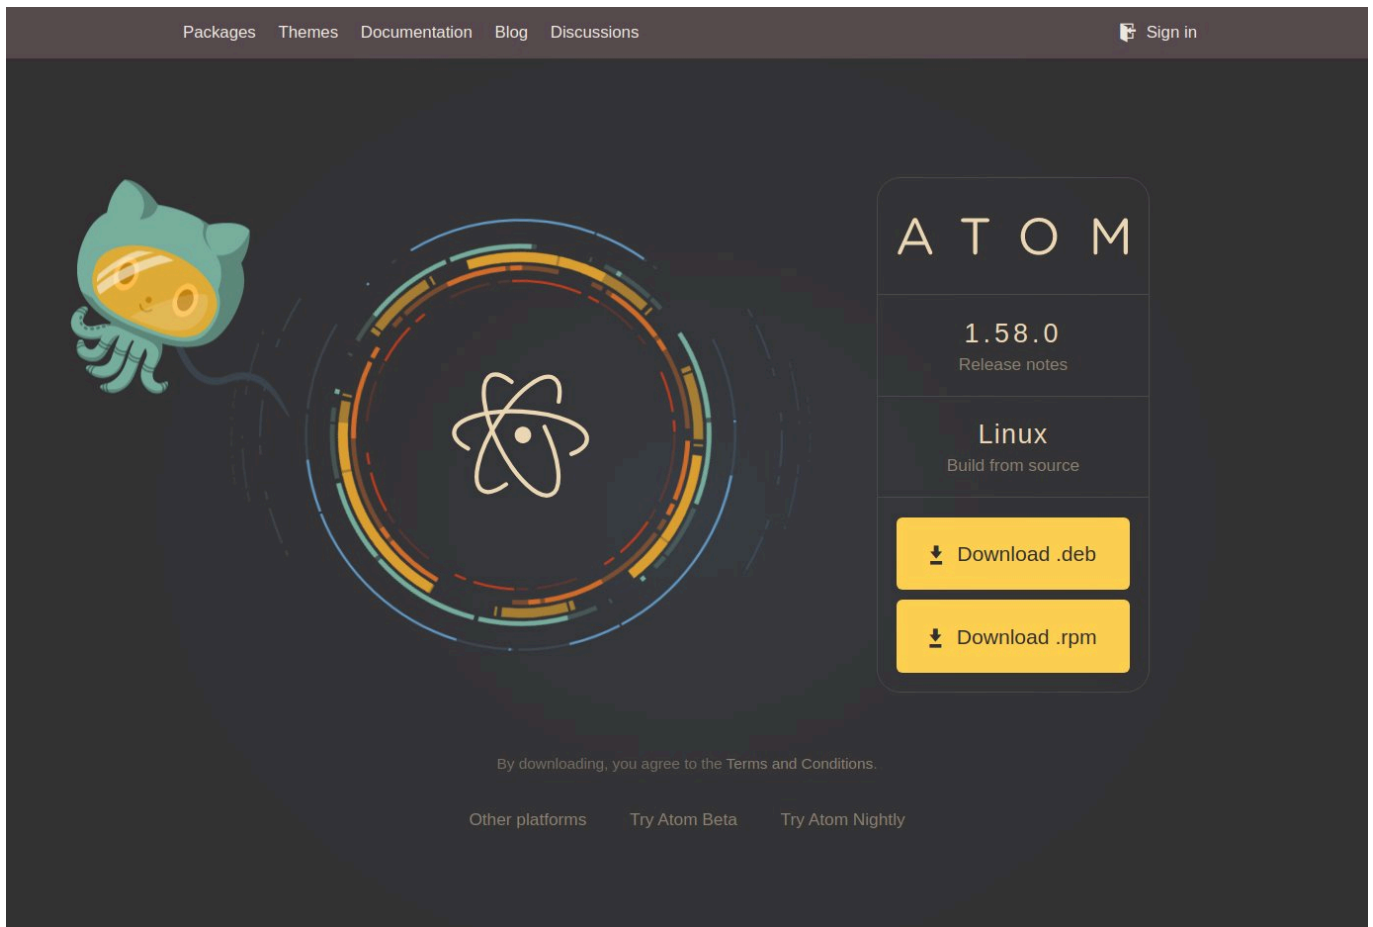 Packages Themes Documentation Blog Discussions Sign in
ATOM
1.58.0
Release notes
Linux
Build from source
Download .deb
Download .rpm
By downloading, you agree to the Terms and Conditions.
Other platforms Try Atom Beta Try Atom Nightly